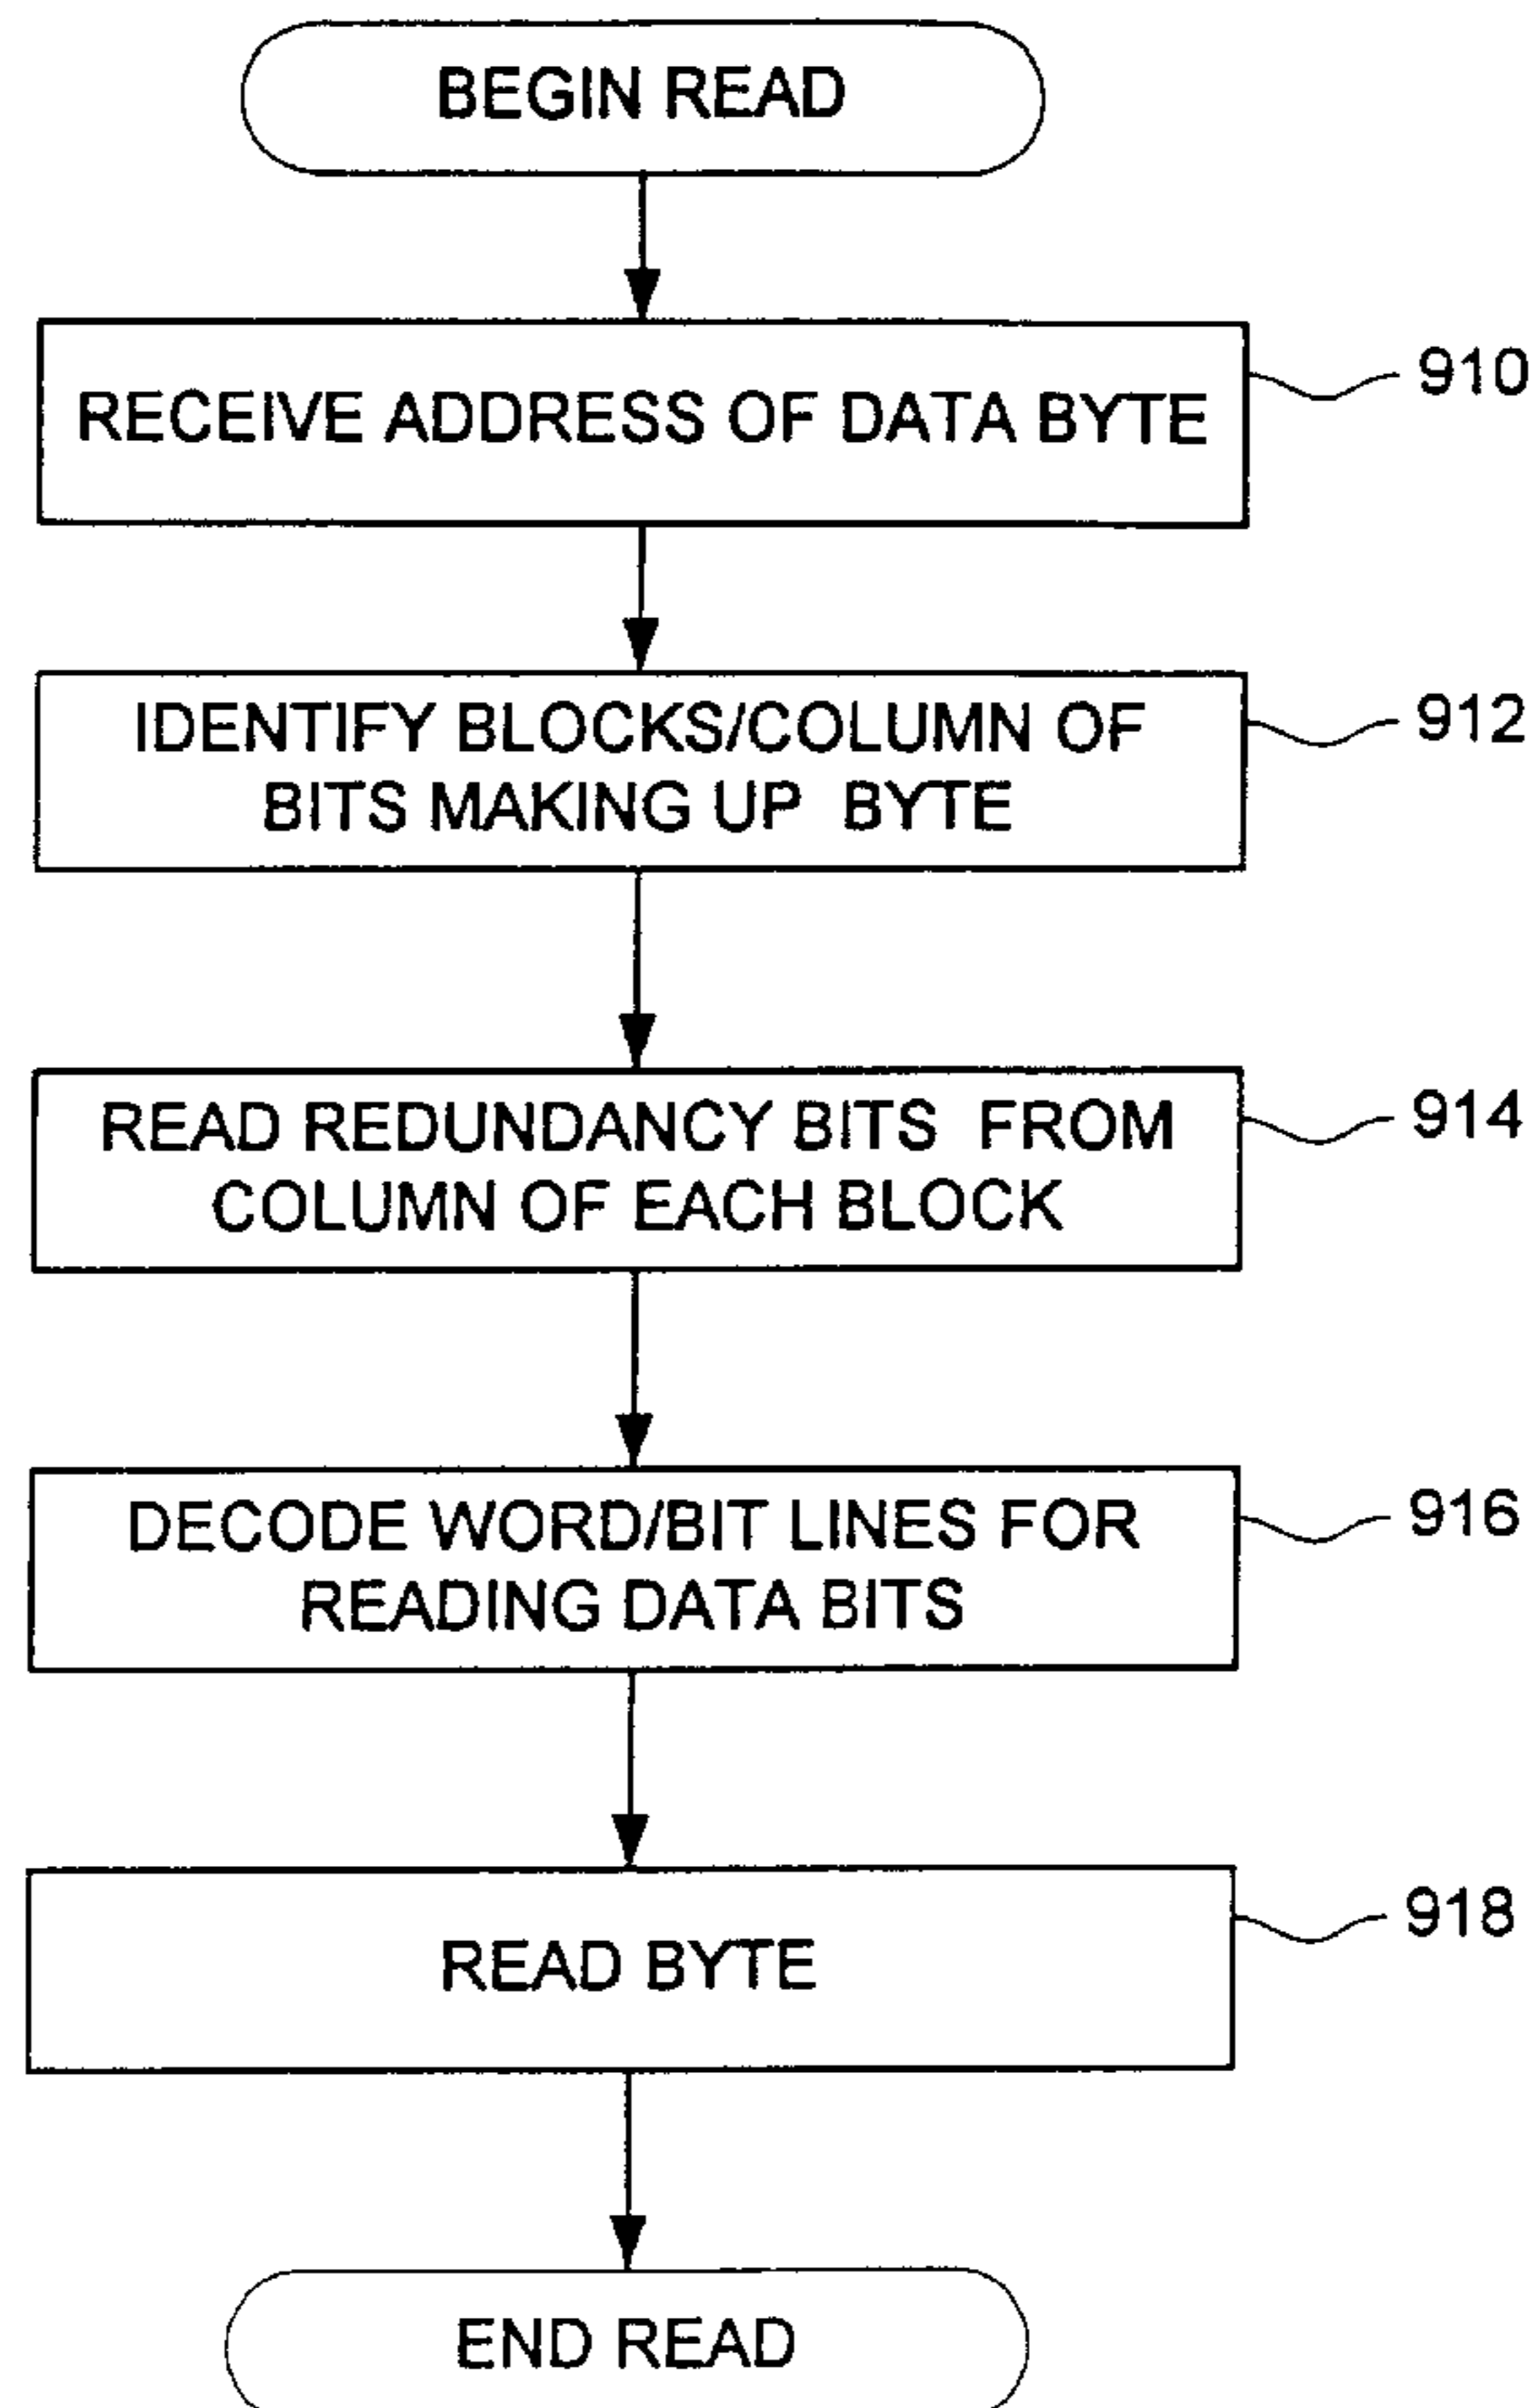 BEGIN READ
RECEIVE ADDRESS OF DATA BYTE
910
IDENTIFY BLOCKS/COLUMN OF
BITS MAKING UP BYTE
912
READ REDUNDANCY BITS FROM
COLUMN OF EACH BLOCK
914
DECODE WORD/BIT LINES FOR
READING DATA BITS
916
READ BYTE
918
END READ